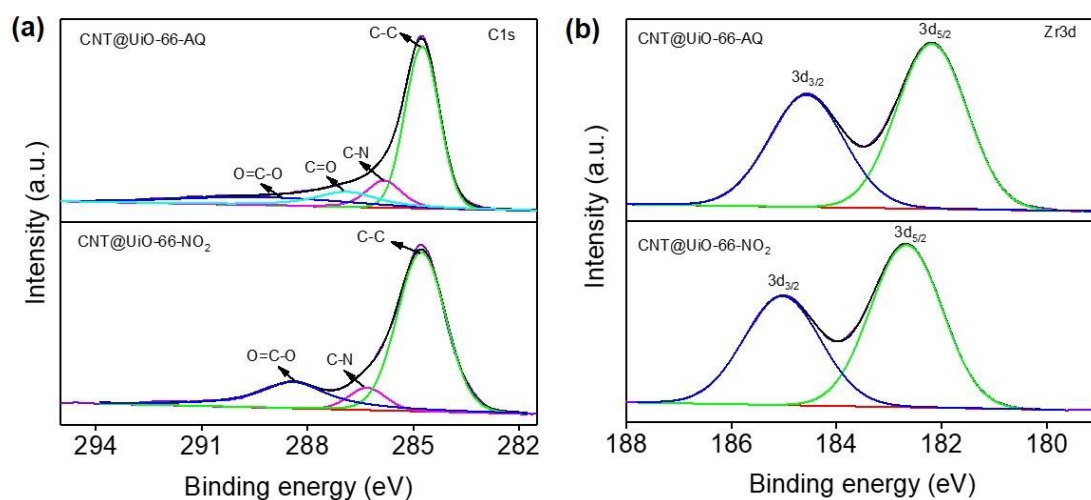 (a)
CNT@UiO-66-AQ
C-C
C1s
O=C-O
C=O
C-N
CNT@UiO-66-NO₂
C-C
O=C-O
C-N
Intensity (a.u.)
294 291 288 285 282
Binding energy (eV)
(b)
CNT@UiO-66-AQ
3d₅/₂
Zr3d
3d₃/₂
CNT@UiO-66-NO₂
3d₅/₂
3d₃/₂
Intensity (a.u.)
188 186 184 182 180
Binding energy (eV)